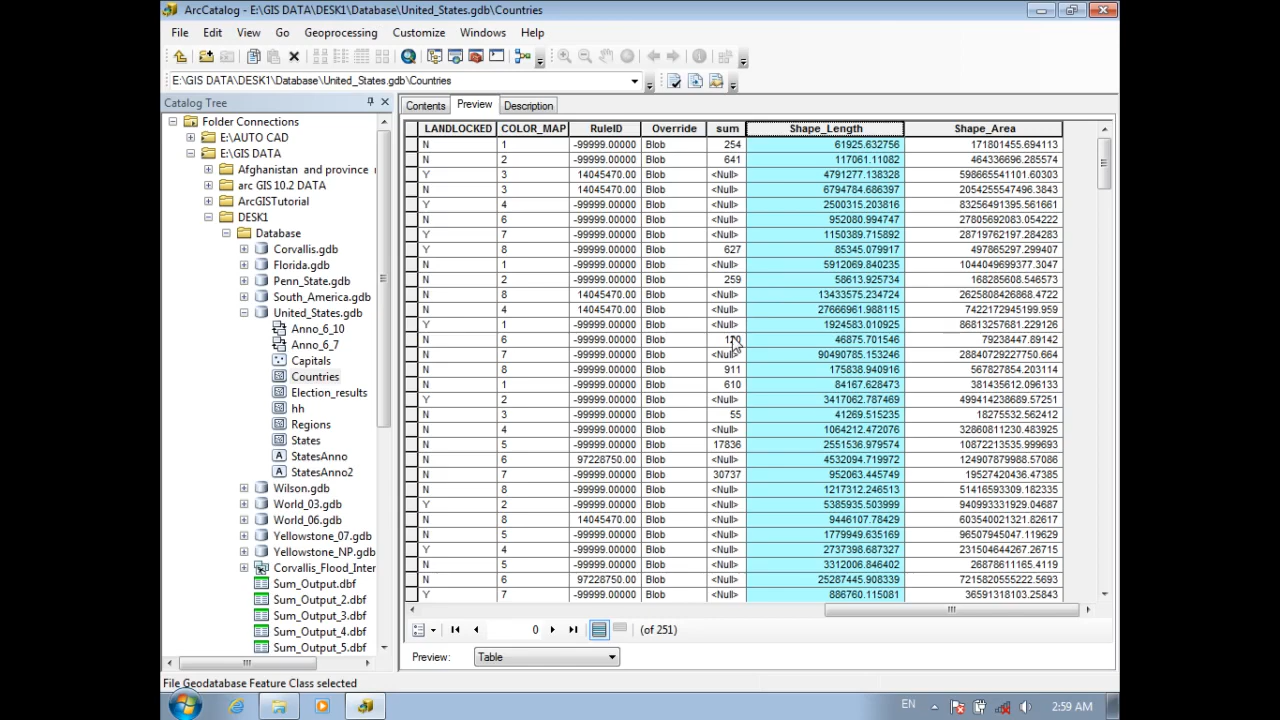 ArcCatalog - E:\GIS DATA\DESK1\Database\United_States.gdb\Countries
File Edit View Go Geoprocessing Customize Windows Help
E:\GIS DATA\DESK1\Database\United_States.gdb\Countries
Catalog Tree
Folder Connections
E:\AUTO CAD
E:\GIS DATA
Afghanistan and province r
arc GIS 10.2 DATA
ArcGISTutorial
DESK1
Database
Corvallis.gdb
Florida.gdb
Penn_State.gdb
South_America.gdb
United_States.gdb
Anno_6_10
Anno_6_7
Capitals
Countries
Election_results
hh
Regions
States
StatesAnno
StatesAnno2
Wilson.gdb
World_03.gdb
World_06.gdb
Yellowstone_07.gdb
Yellowstone_NP.gdb
Corvallis_Flood_Inter
Sum_Output.dbf
Sum_Output_2.dbf
Sum_Output_3.dbf
Sum_Output_4.dbf
Sum_Output_5.dbf
Contents Preview Description
LANDLOCKED COLOR_MAP RuleID Override sum Shape_Length Shape_Area
N 1 -99999.00000 Blob 254 61925.632756 171801455.694113
N 2 -99999.00000 Blob 641 117061.11082 464336696.285574
Y 3 14045470.00 Blob <Null> 4791277.138328 598665541101.60303
N 3 14045470.00 Blob <Null> 6794784.686397 2054255547496.3843
Y 4 -99999.00000 Blob <Null> 2500315.203816 83256491395.561661
N 6 -99999.00000 Blob <Null> 952080.994747 27805692083.054222
Y 7 -99999.00000 Blob <Null> 1150389.715892 28719762197.284283
Y 8 -99999.00000 Blob 627 85345.079917 497865297.299407
N 1 -99999.00000 Blob <Null> 5912069.840235 1044049699377.3047
N 2 -99999.00000 Blob 259 58613.925734 168285608.546573
N 8 14045470.00 Blob <Null> 13433575.234724 2625808426868.4722
N 4 14045470.00 Blob <Null> 27666961.988115 7422172945199.959
Y 1 -99999.00000 Blob <Null> 1924583.010925 86813257681.229126
N 6 -99999.00000 Blob 46875.701546 79238447.89142
N 7 -99999.00000 Blob <Null> 90490785.153246 28840729227750.664
N 8 -99999.00000 Blob 911 175838.940916 567827854.203114
N 1 -99999.00000 Blob 610 84167.628473 381435612.096133
Y 2 -99999.00000 Blob <Null> 3417062.787469 499414238689.57251
N 3 -99999.00000 Blob 55 41269.515235 18275532.562412
N 4 -99999.00000 Blob <Null> 1064212.472076 32860811230.483925
N 5 -99999.00000 Blob 17836 2551536.979574 10872213535.999693
N 6 97228750.00 Blob <Null> 4532094.719972 124907879588.57086
N 7 -99999.00000 Blob 30737 952063.445749 19527420436.47385
N 8 -99999.00000 Blob <Null> 1217312.246513 51416593309.182335
Y 2 -99999.00000 Blob <Null> 5385935.503999 940993331929.04687
N 8 14045470.00 Blob <Null> 9446107.78429 603540021321.82617
N 5 -99999.00000 Blob <Null> 1779949.635169 96507945047.129629
Y 4 -99999.00000 Blob <Null> 2737398.687327 231504644267.26715
N 5 -99999.00000 Blob <Null> 3312006.846402 26878611165.4119
N 6 97228750.00 Blob <Null> 25287445.908339 7215820555222.5693
Y 7 -99999.00000 Blob <Null> 886760.115081 36591318103.25843
0 (of 251)
Preview: Table
File Geodatabase Feature Class selected
EN 2:59 AM